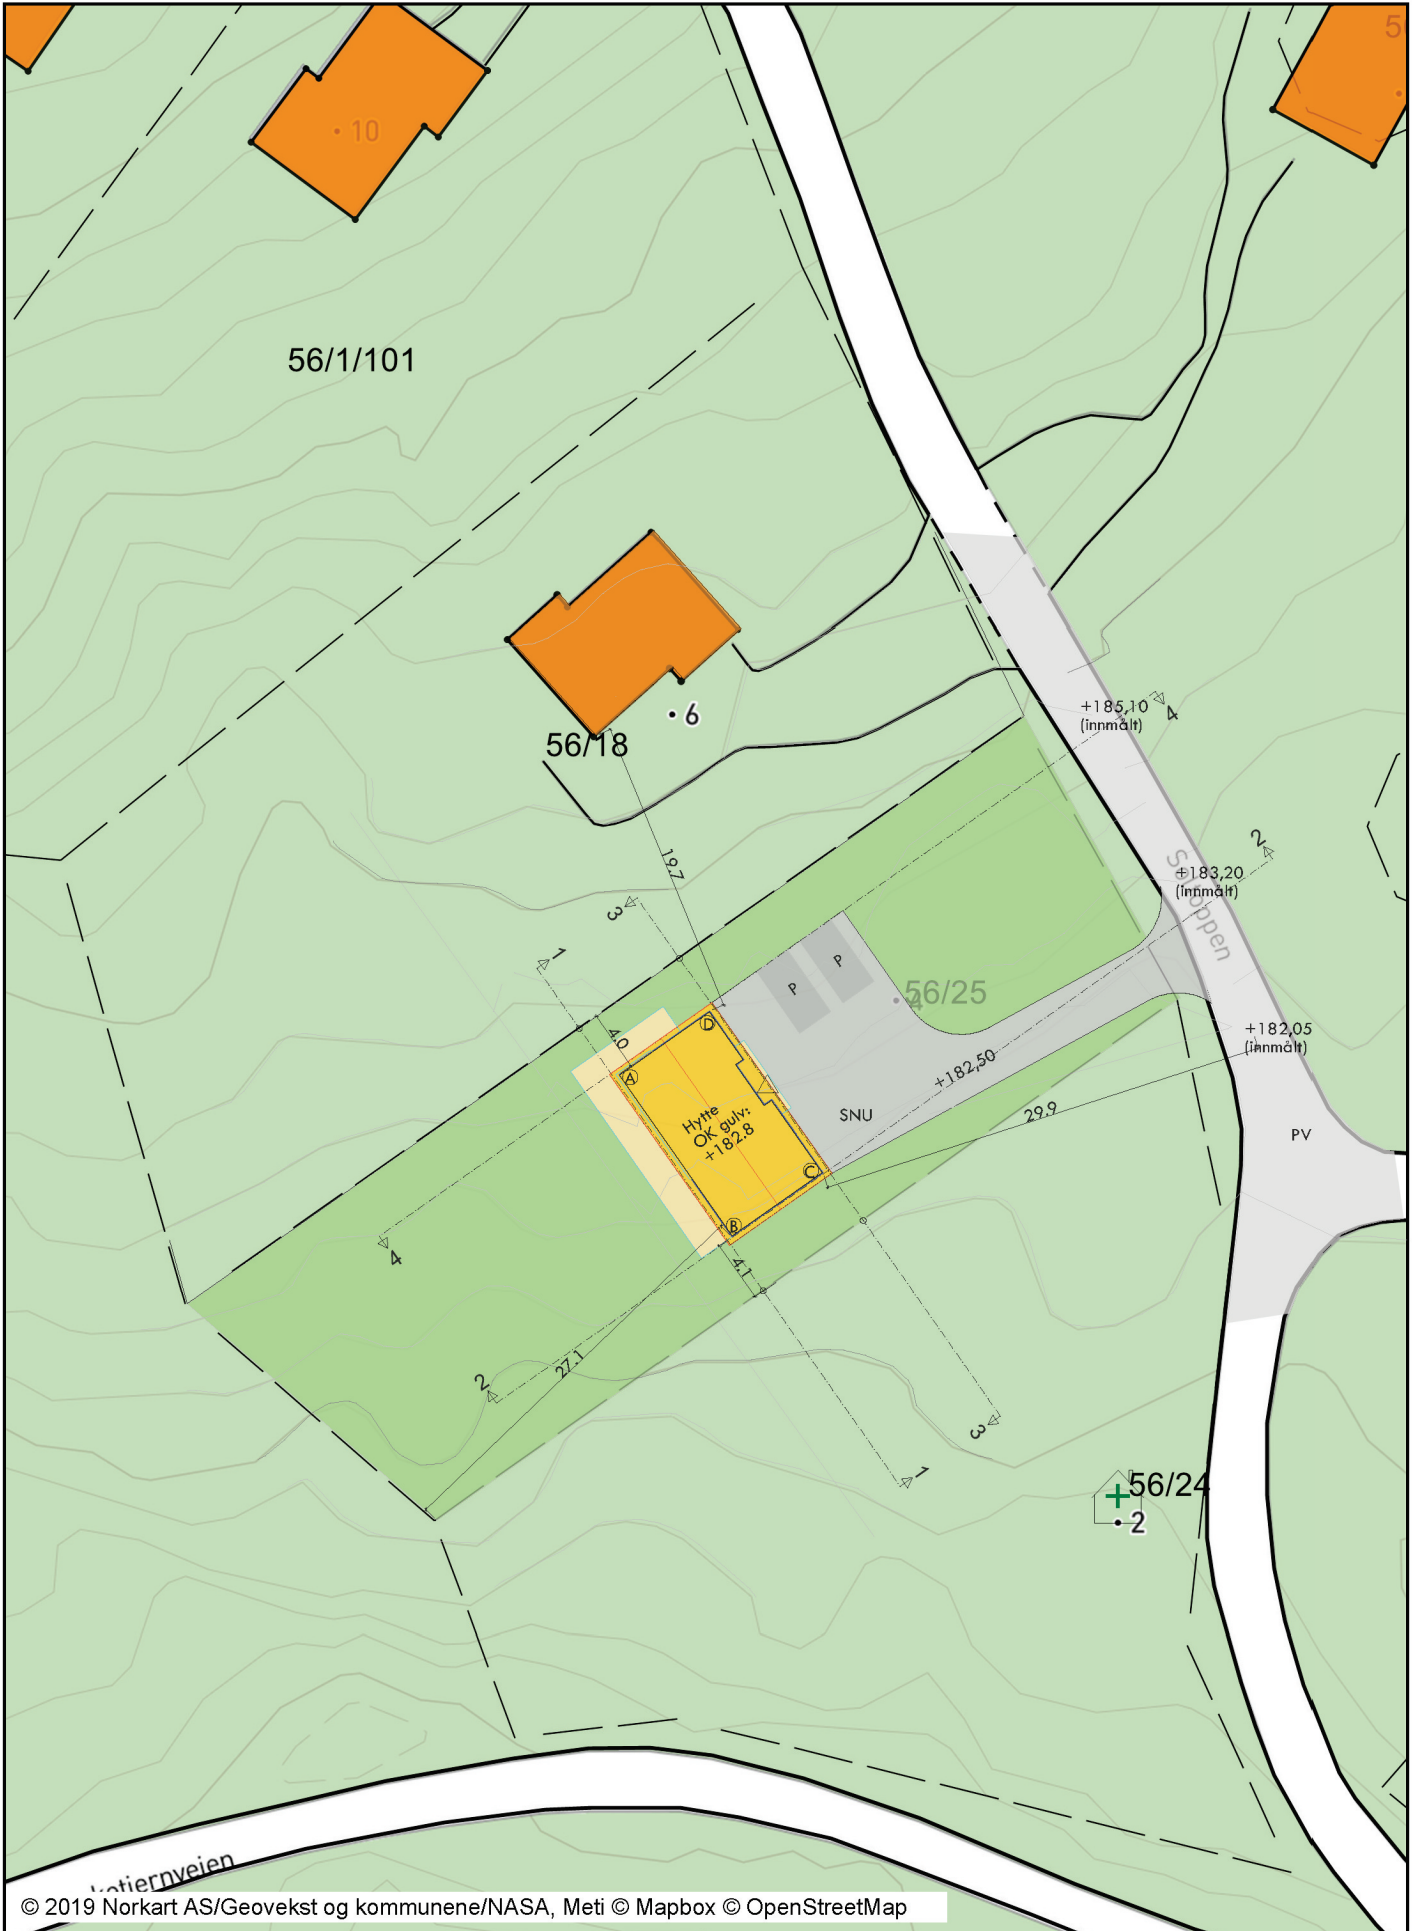 50
10
56/1/101
6
56/18
+185,10
(innmålt)
4
2
+183,20
(innmålt)
Soltoppen
19,7
3
1
P
P
4
56/25
4,0
D
A
Hytte
OK gulv:
+182.8
+182,50
SNU
C
B
+182,05
(innmålt)
29,9
PV
4
4,1
27,1
2
3
1
56/24
2
© 2019 Norkart AS/Geovekst og kommunene/NASA, Meti © Mapbox © OpenStreetMap